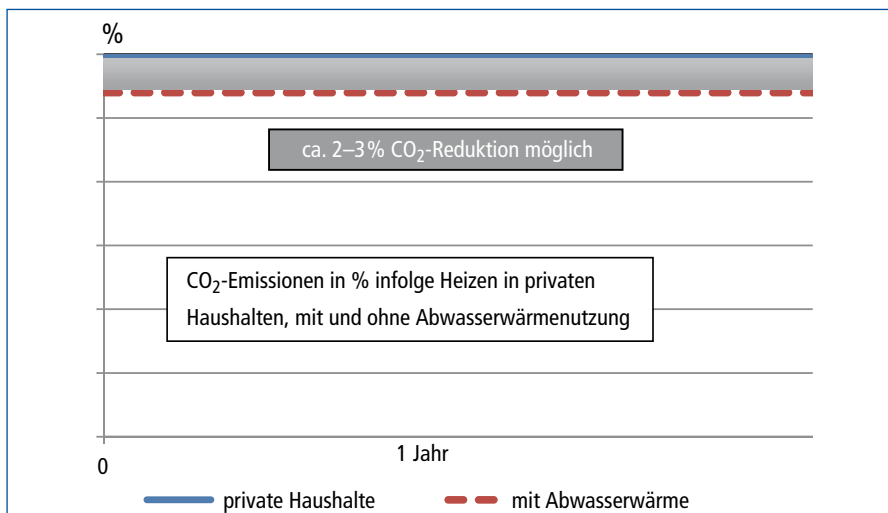 %
ca. 2–3% CO₂-Reduktion möglich
CO₂-Emissionen in % infolge Heizen in privaten
Haushalten, mit und ohne Abwasserwärmenutzung
0
1 Jahr
private Haushalte
mit Abwasserwärme